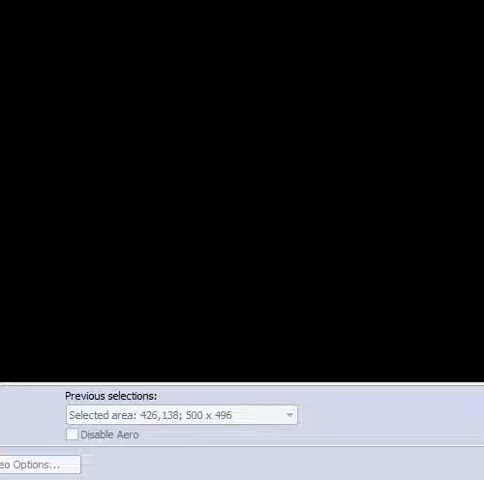 Previous selections:
Selected area: 426,138; 500 x 496
Disable Aero
eo Options...